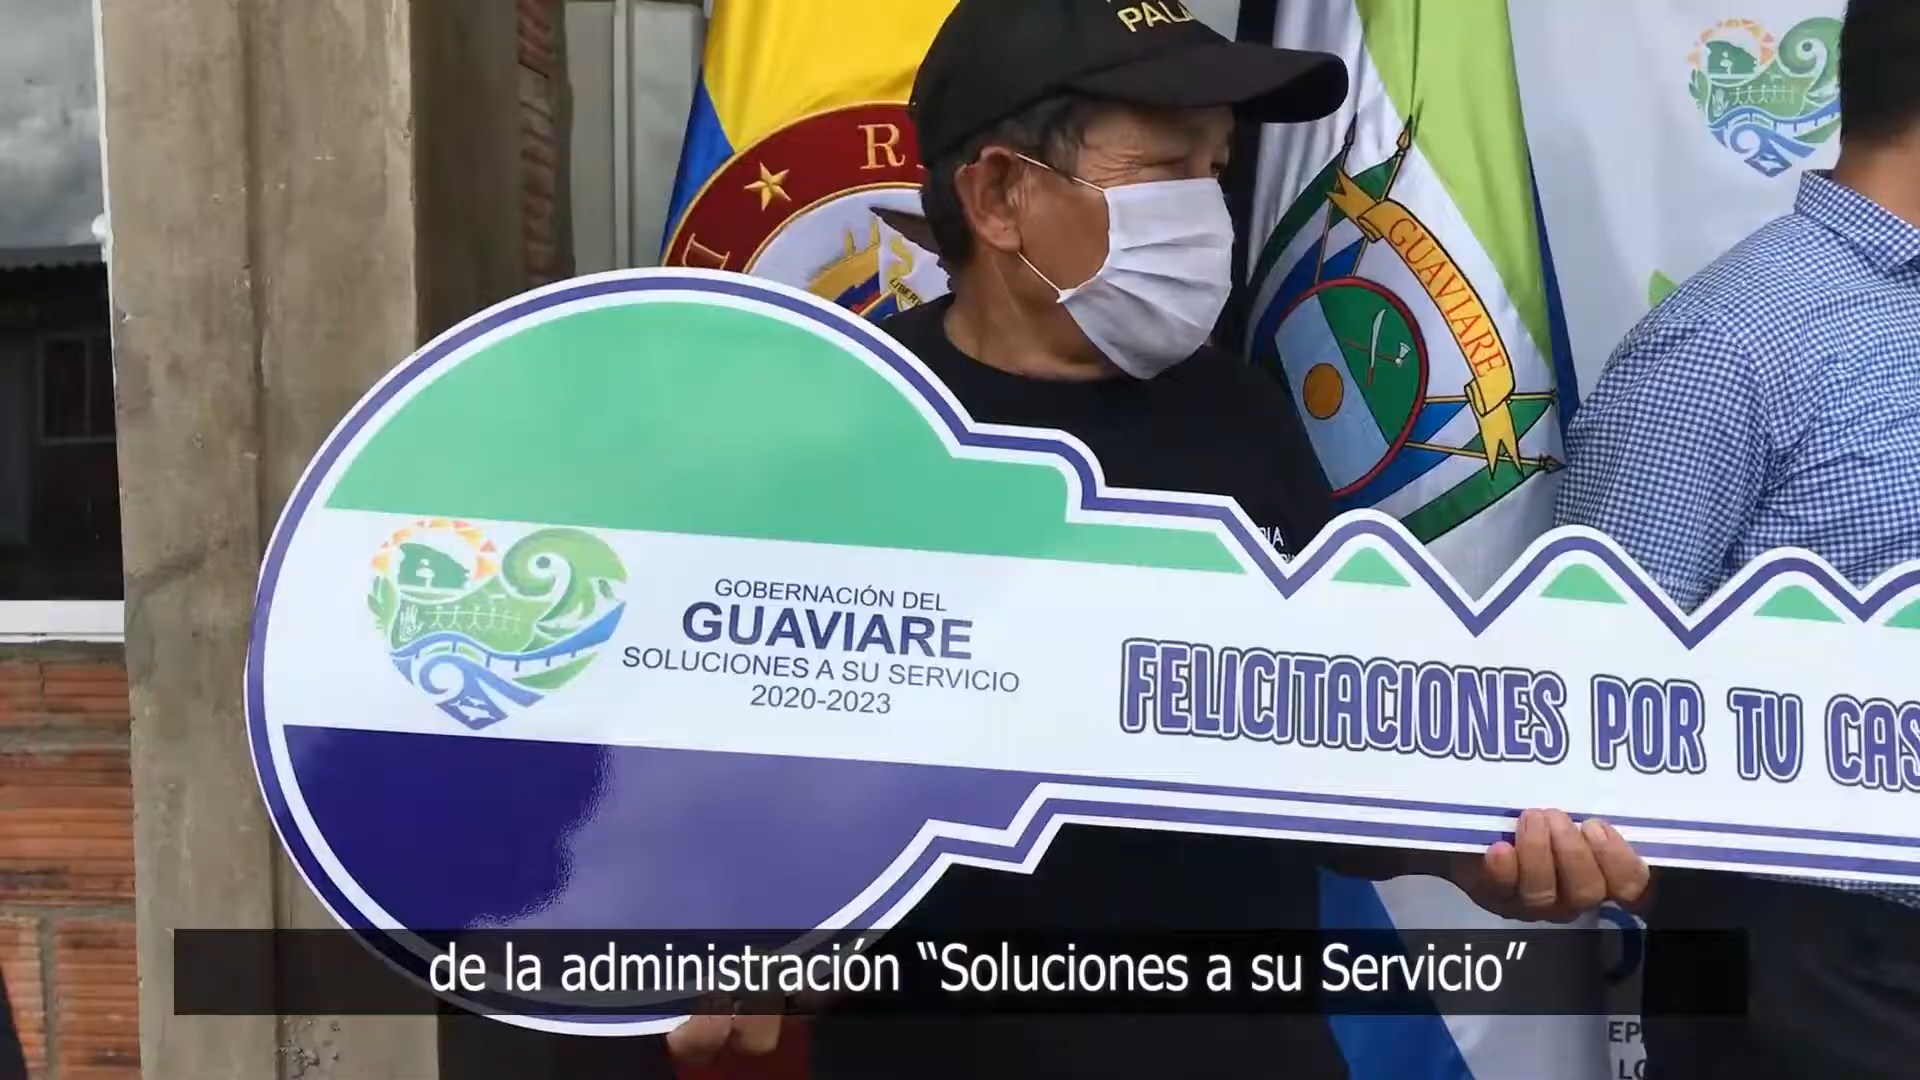 PALA
GUAVIARE
GOBERNACIÓN DEL
GUAVIARE
SOLUCIONES A SU SERVICIO
2020-2023
FELICITACIONES POR TU CAS
de la administración “Soluciones a su Servicio”